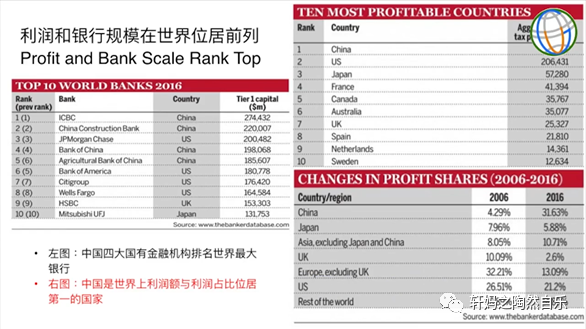 利润和银行规模在世界位居前列
Profit and Bank Scale Rank Top
TOP 10 WORLD BANKS 2016
Rank (prev rank) Bank Country Tier 1 capital ($m)
1 (1) ICBC China 274,432
2 (2) China Construction Bank China 220,007
3 (3) JPMorgan Chase US 200,482
4 (4) Bank of China China 198,068
5 (6) Agricultural Bank of China China 185,607
6 (5) Bank of America US 180,778
7 (7) Citigroup US 176,420
8 (8) Wells Fargo US 164,584
9 (9) HSBC UK 153,303
10 (10) Mitsubishi UFJ Japan 131,753
Source: www.thebankerdatabase.com
• 左图：中国四大国有金融机构排名世界最大
银行
• 右图：中国是世界上利润额与利润占比位居
第一的国家
TEN MOST PROFITABLE COUNTRIES
Rank Country
tax
1 China
2 US 206,431
3 Japan 57,280
4 France 41,394
5 Canada 35,767
6 Australia 35,077
7 UK 25,327
8 Spain 21,810
9 Netherlands 14,361
10 Sweden 12,634
Source: www.thebankerdatabase.com
CHANGES IN PROFIT SHARES (2006-2016)
Country/region 2006 2016
China 4.29% 31.63%
Japan 7.96% 5.88%
Asia, excluding Japan and China 8.05% 10.71%
UK 10.09% 2.6%
Europe, excluding UK 32.21% 13.09%
US 26.51% 21.2%
Rest of the world
Source: www.thebankerdatabase.com
轩妈之陶然自乐